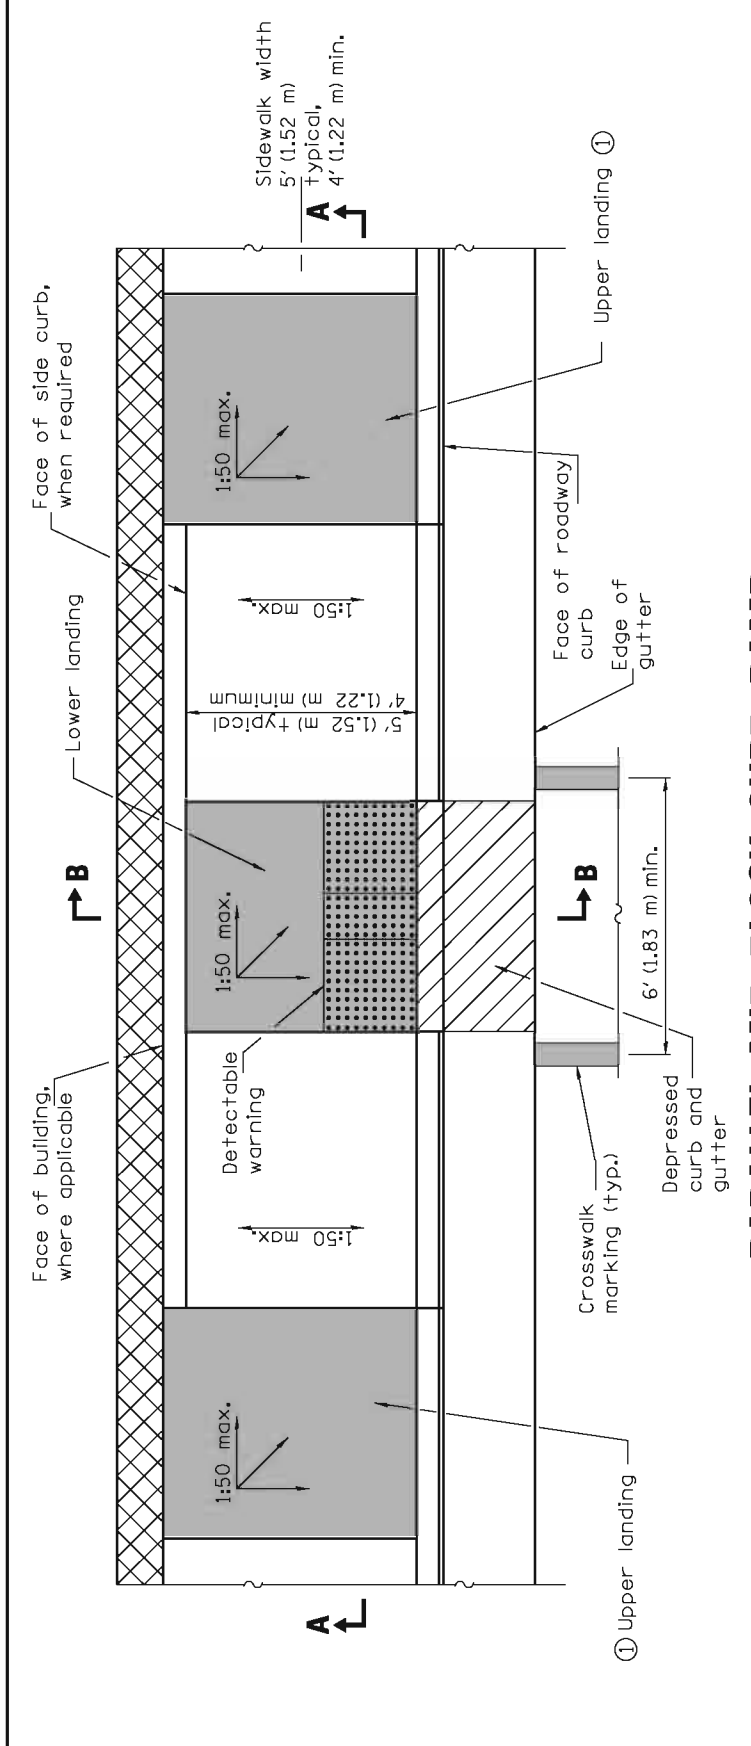 Face of building,
where applicable
Lower landing
Face of side curb,
when required
B
Sidewalk width
5' (1.52 m)
typical,
4' (1.22 m) min.
1:50 max.
1:50 max.
1:50 max.
Detectable
warning
1:50 max.
5' (1.52 m) typical
4' (1.22 m) minimum
1:50 max.
A
A
B
① Upper landing
Crosswalk
marking (typ.)
Depressed
curb and
gutter
6' (1.83 m) min.
Edge of
gutter
Face of roadway
curb
Upper landing ①